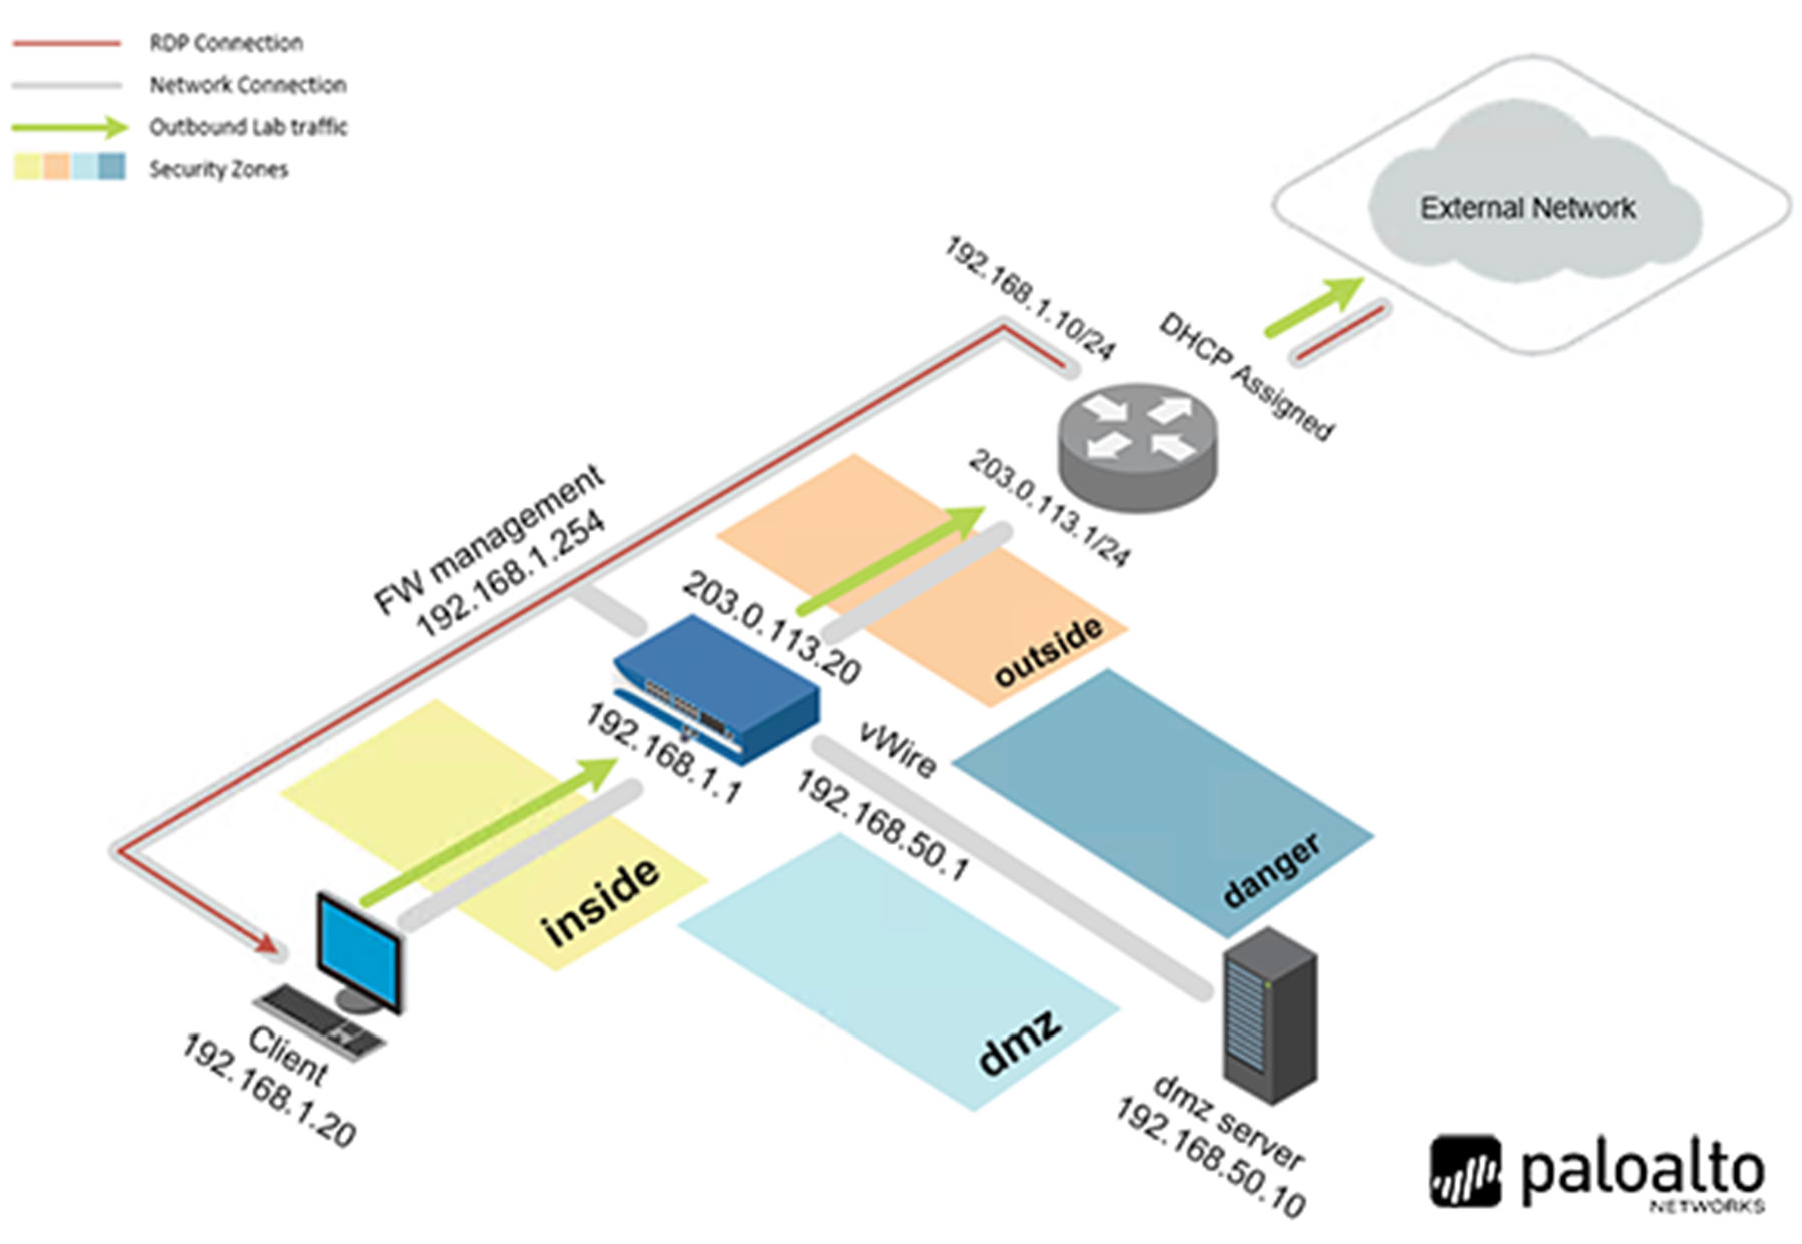 RDP Connection
Network Connection
Outbound Lab traffic
Security Zones
External Network
192.168.1.10/24
DHCP Assigned
203.0.113.1/24
FW management
192.168.1.254
203.0.113.20
outside
192.168.1.1
vWire
192.168.50.1
danger
inside
dmz
Client
192.168.1.20
dmz server
192.168.50.10
paloalto
NETWORKS